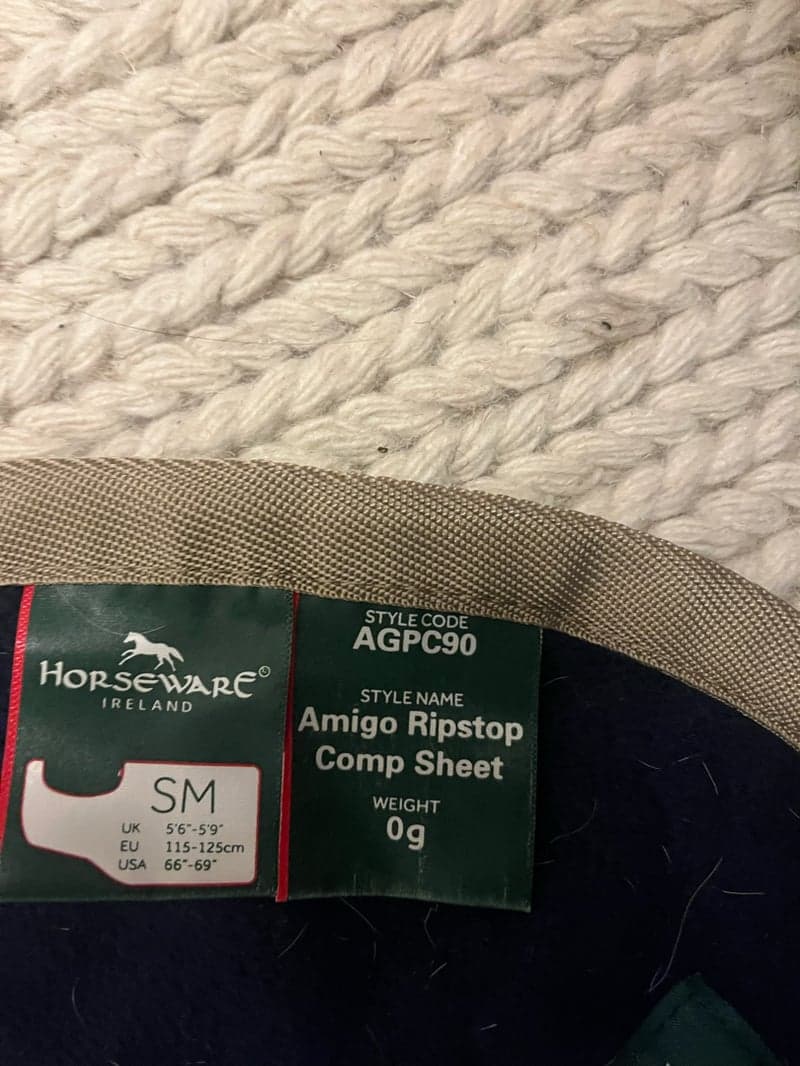 HORSEWARE®
IRELAND
SM
UK 5'6"-5'9"
EU 115-125cm
USA 66"-69"
STYLE CODE
AGPC90
STYLE NAME
Amigo Ripstop
Comp Sheet
WEIGHT
0g